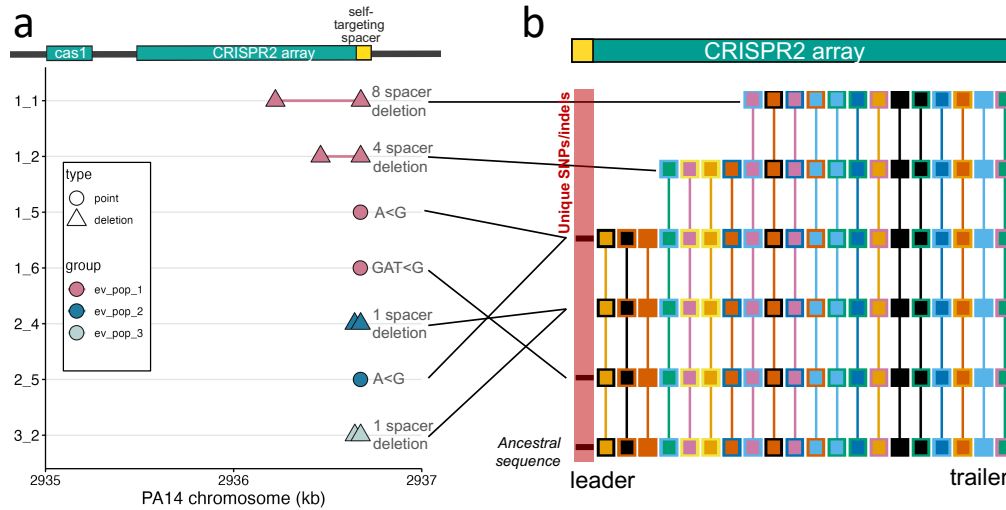 a
self-
targeting
spacer
cas1
CRISPR2 array
1_1
8 spacer
deletion
1_2
4 spacer
deletion
1_5
A<G
1_6
GAT<G
2_4
1 spacer
deletion
2_5
A<G
3_2
1 spacer
deletion
type
point
deletion
group
ev_pop_1
ev_pop_2
ev_pop_3
2935
2936
2937
PA14 chromosome (kb)
b
CRISPR2 array
Unique SNPs/indels
Ancestral
sequence
leader
trailer